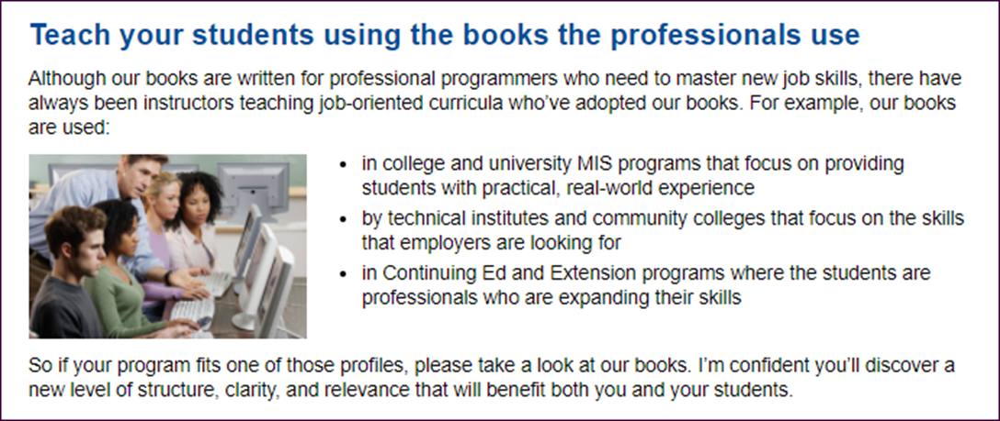 Teach your students using the books the professionals use
Although our books are written for professional programmers who need to master new job skills, there have
always been instructors teaching job-oriented curricula who've adopted our books. For example, our books
are used:
• in college and university MIS programs that focus on providing
students with practical, real-world experience
• by technical institutes and community colleges that focus on the skills
that employers are looking for
• in Continuing Ed and Extension programs where the students are
professionals who are expanding their skills
So if your program fits one of those profiles, please take a look at our books. I'm confident you'll discover a
new level of structure, clarity, and relevance that will benefit both you and your students.